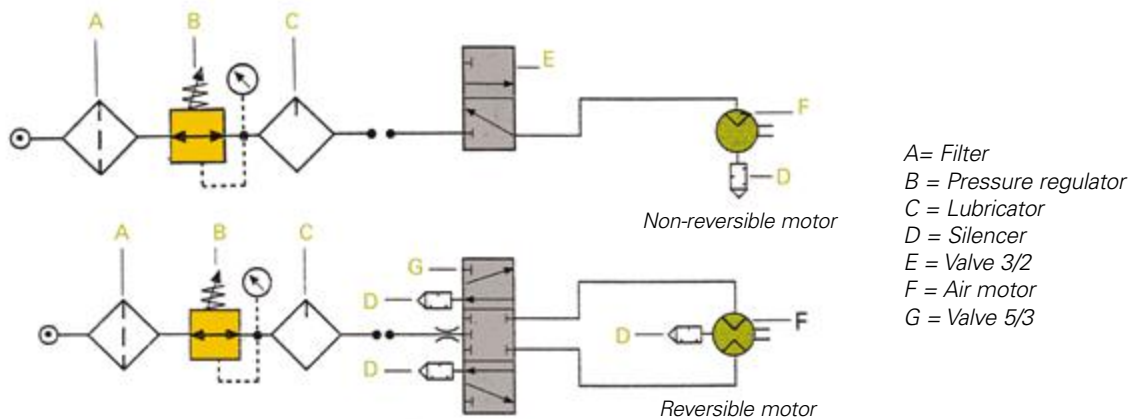 A
B
C
E
F
D
Non-reversible motor
A
B
C
G
D
D
D
F
Reversible motor
A= Filter
B = Pressure regulator
C = Lubricator
D = Silencer
E = Valve 3/2
F = Air motor
G = Valve 5/3